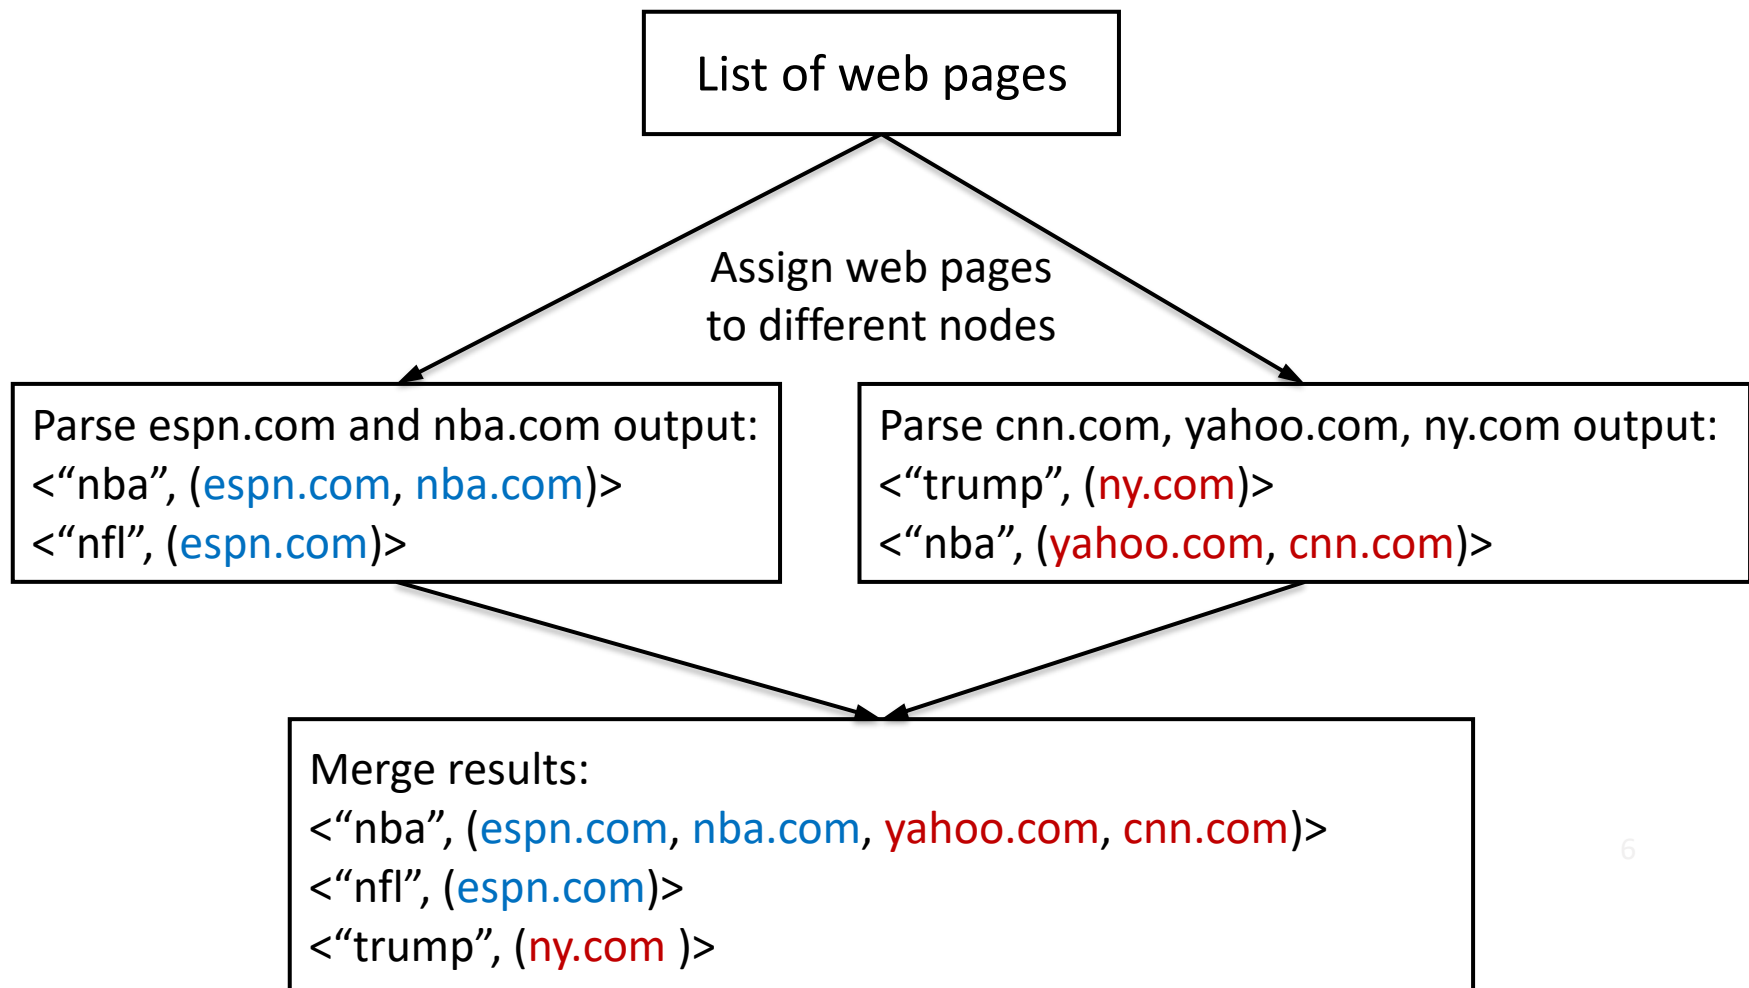 List of web pages
Assign web pages
to different nodes
Parse espn.com and nba.com output:
<“nba”, (espn.com, nba.com)>
<“nfl”, (espn.com)>
Parse cnn.com, yahoo.com, ny.com output:
<“trump”, (ny.com)>
<“nba”, (yahoo.com, cnn.com)>
Merge results:
<“nba”, (espn.com, nba.com, yahoo.com, cnn.com)>
<“nfl”, (espn.com)>
<“trump”, (ny.com )>
6